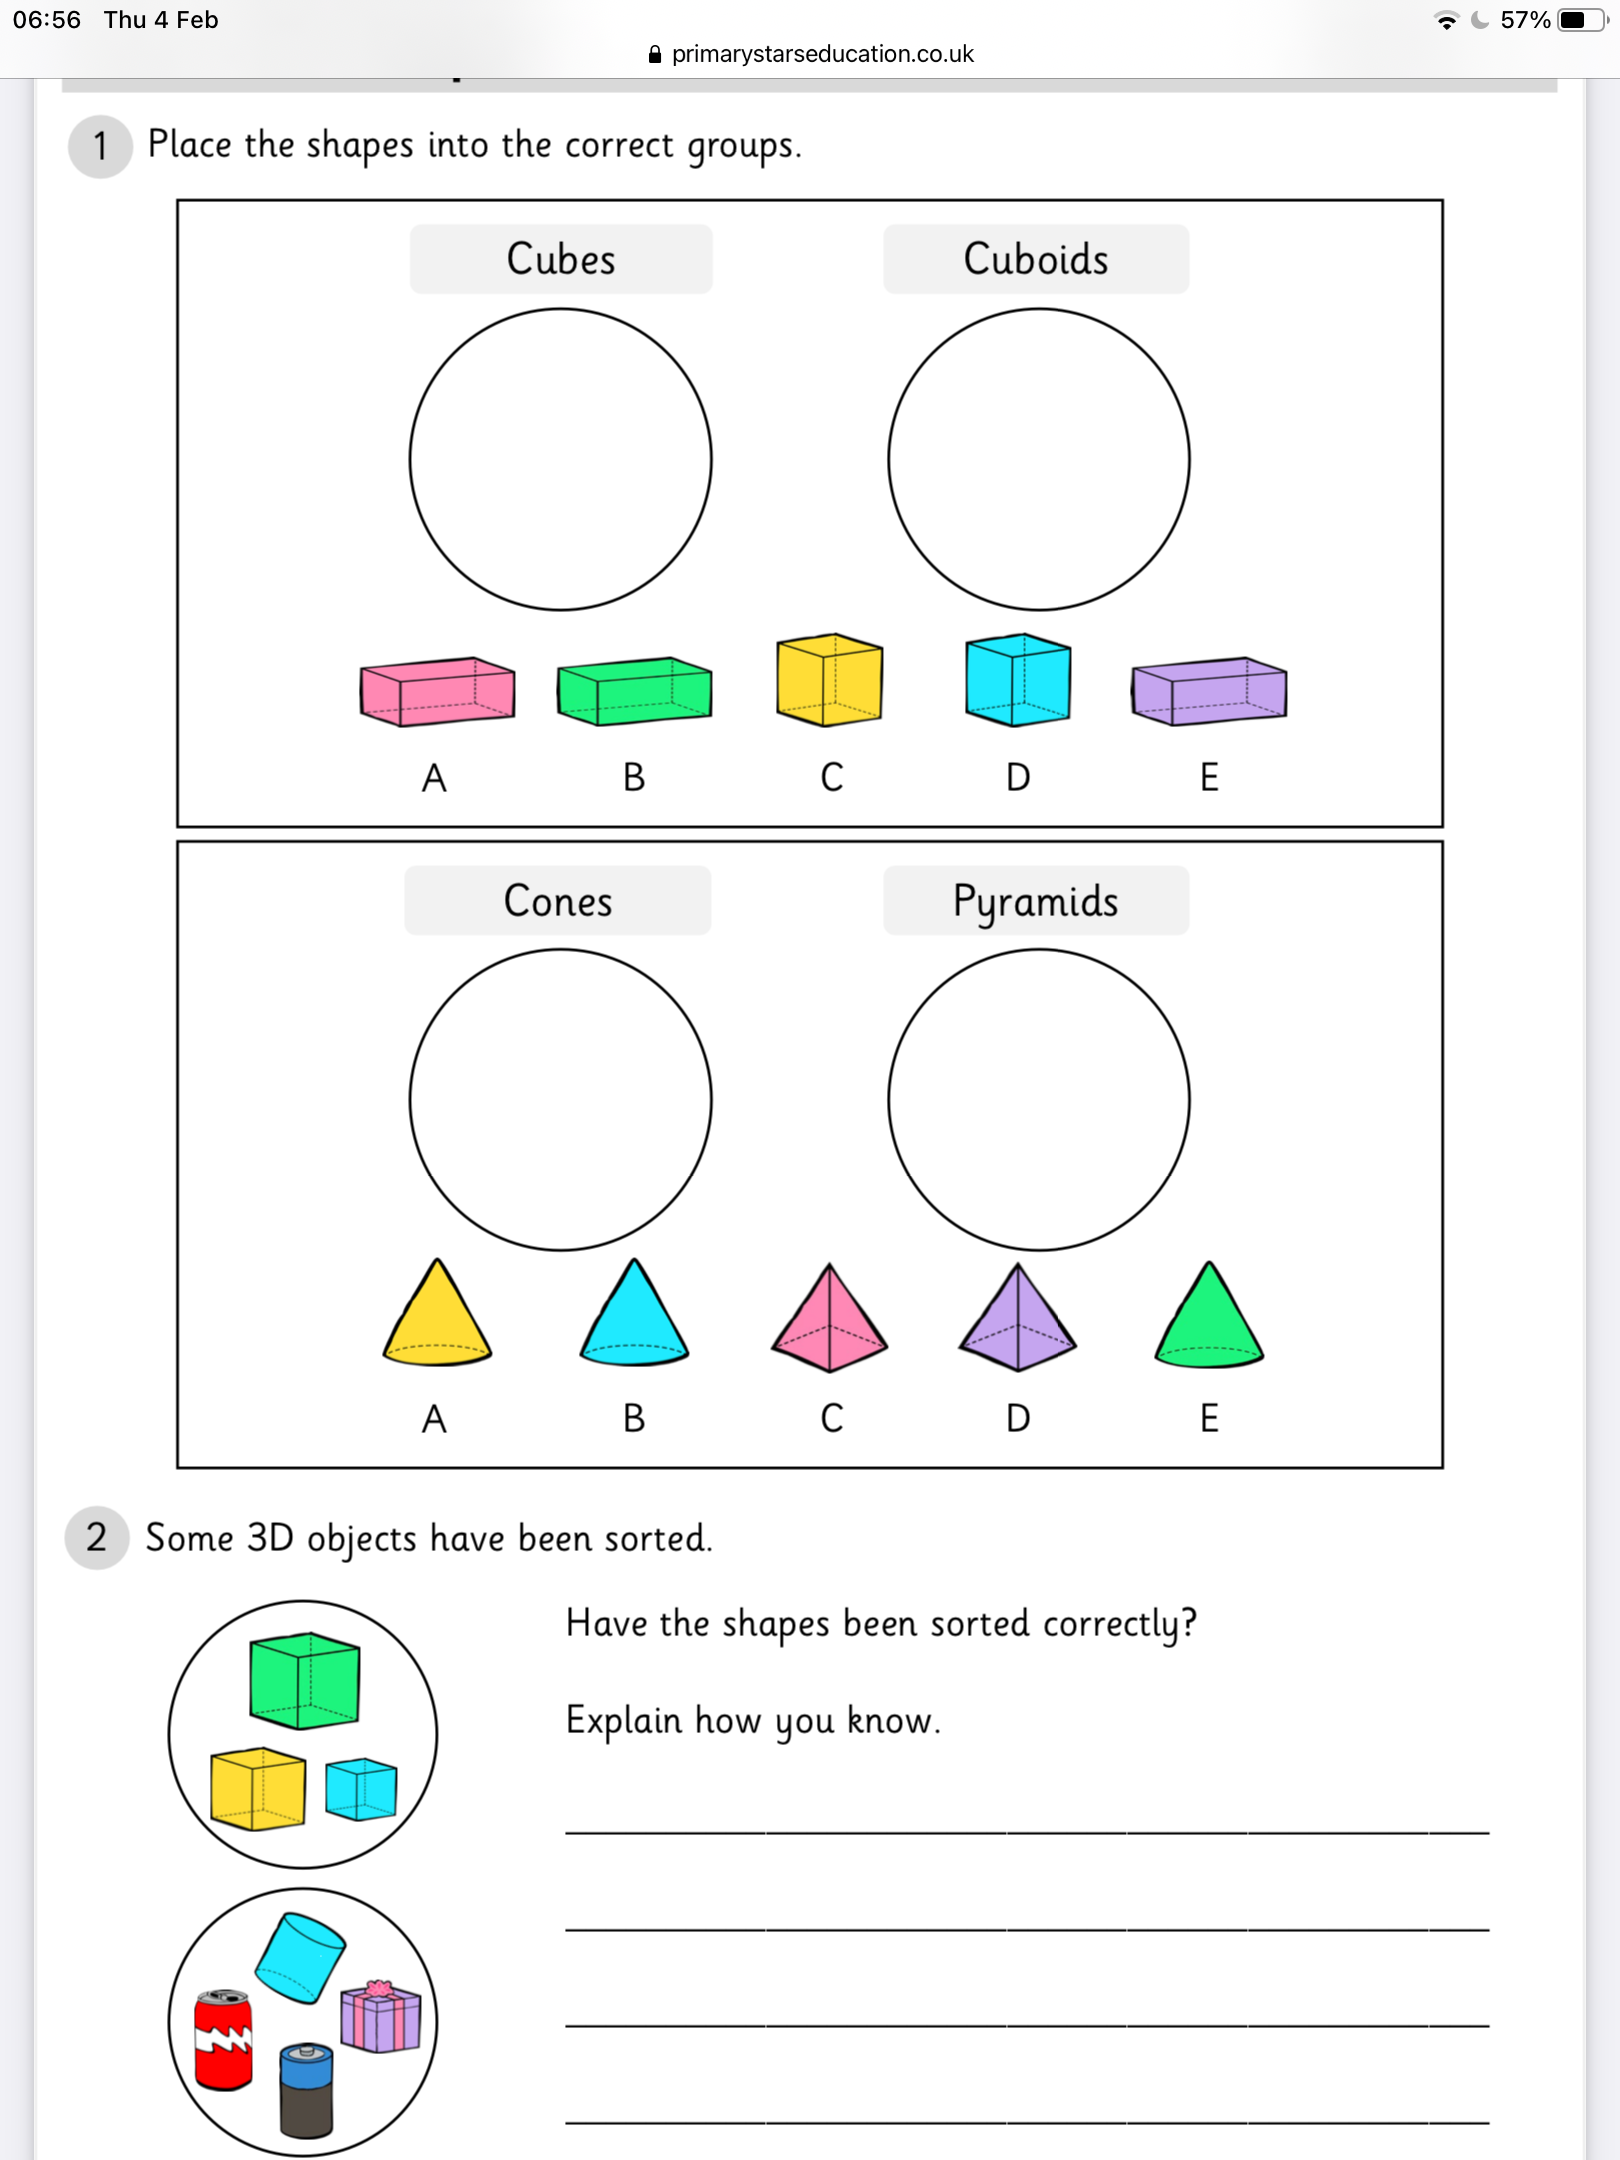 06:56 Thu 4 Feb
57%
primarystarseducation.co.uk
1 Place the shapes into the correct groups.
Cubes Cuboids
A B C D E
Cones Pyramids
A B C D E
2 Some 3D objects have been sorted.
Have the shapes been sorted correctly?
Explain how you know.